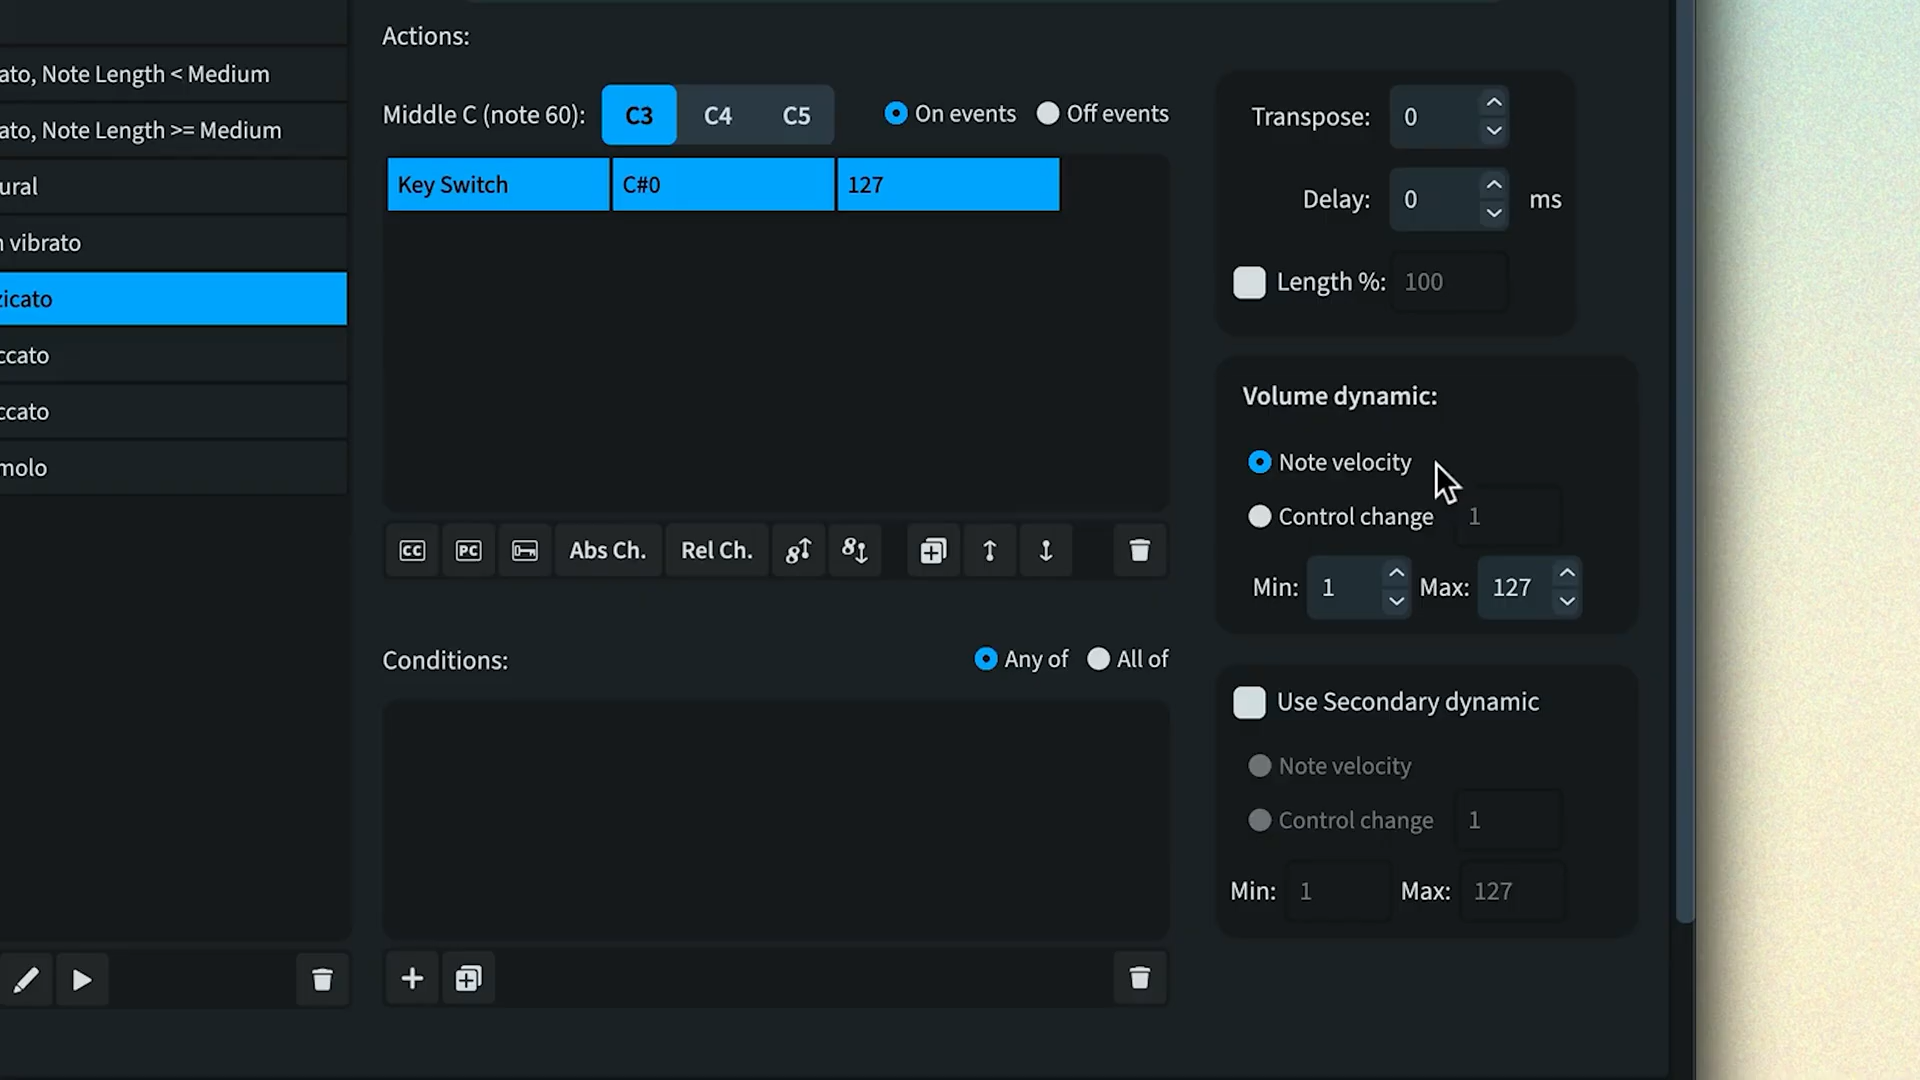 Actions:
ato, Note Length < Medium
ato, Note Length >= Medium
ural
n vibrato
zicato
ccato
ccato
molo
Middle C (note 60):
C3
C4
C5
On events
Off events
Key Switch
C#0
127
CC
PC
Abs Ch.
Rel Ch.
8
8
Conditions:
Any of
All of
Transpose:
0
Delay:
0
ms
Length %:
100
Volume dynamic:
Note velocity
Control change
1
Min:
1
Max:
127
Use Secondary dynamic
Note velocity
Control change
1
Min:
1
Max:
127